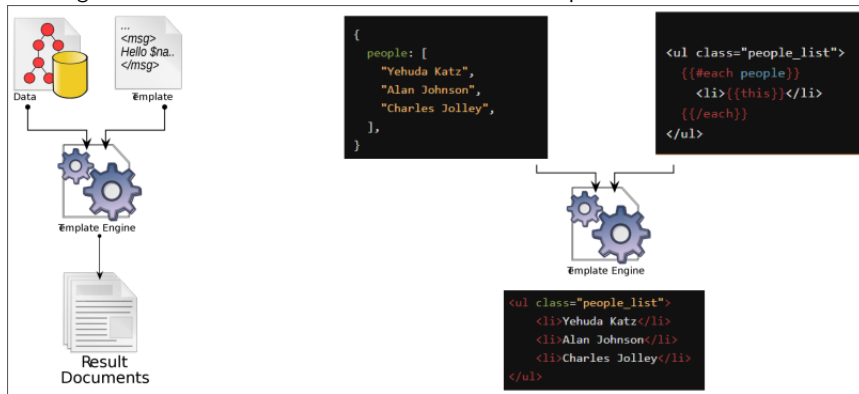 ...
<msg>
Hello $na..
</msg>
Data
Template
Template Engine
Result
Documents
{
  people: [
    "Yehuda Katz",
    "Alan Johnson",
    "Charles Jolley",
  ],
}
<ul class="people_list">
  {{#each people}}
    <li>{{this}}</li>
  {{/each}}
</ul>
Template Engine
<ul class="people_list">
    <li>Yehuda Katz</li>
    <li>Alan Johnson</li>
    <li>Charles Jolley</li>
</ul>